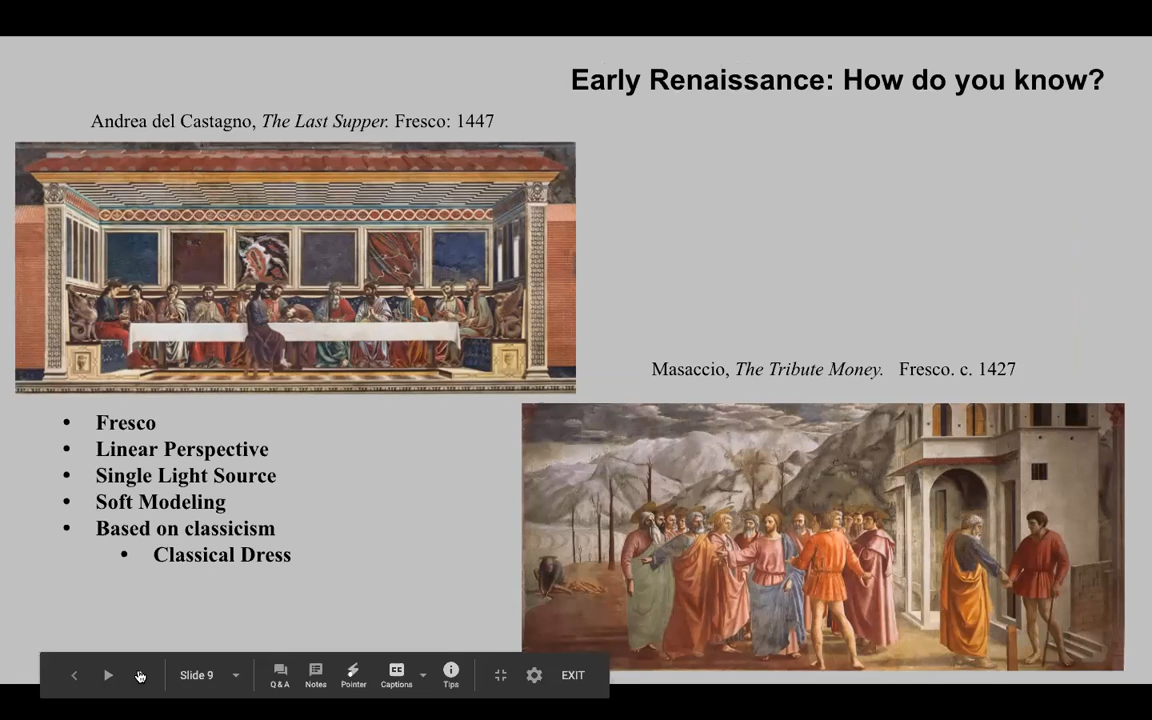 Early Renaissance: How do you know?
Andrea del Castagno, The Last Supper. Fresco: 1447
Masaccio, The Tribute Money. Fresco. c. 1427
• Fresco
• Linear Perspective
• Single Light Source
• Soft Modeling
• Based on classicism
• Classical Dress
Slide 9
Q & A
Notes
Pointer
CC
Captions
Tips
EXIT